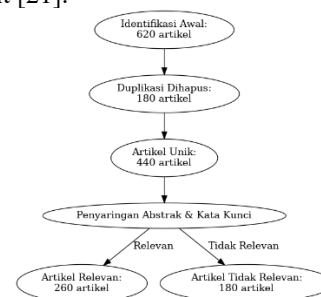 [21].
Identifikasi Awal:
620 artikel
Duplikasi Dihapus:
180 artikel
Artikel Unik:
440 artikel
Penyaringan Abstrak & Kata Kunci
Relevan
Tidak Relevan
Artikel Relevan:
260 artikel
Artikel Tidak Relevan:
180 artikel